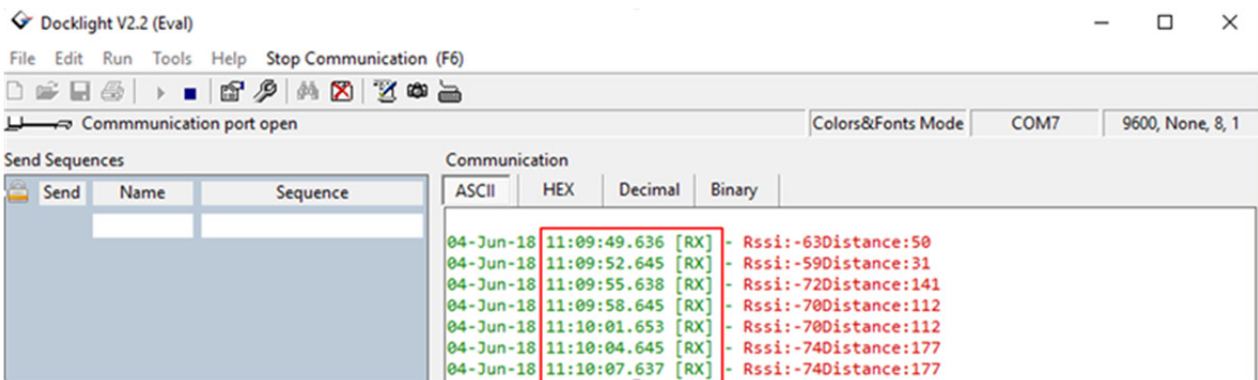 Docklight V2.2 (Eval)
File Edit Run Tools Help Stop Communication (F6)
Commmunication port open Colors&Fonts Mode COM7 9600, None, 8, 1
Send Sequences
Send Name Sequence
Communication
ASCII HEX Decimal Binary
04-Jun-18 11:09:49.636 [RX] - Rssi:-63Distance:50
04-Jun-18 11:09:52.645 [RX] - Rssi:-59Distance:31
04-Jun-18 11:09:55.638 [RX] - Rssi:-72Distance:141
04-Jun-18 11:09:58.645 [RX] - Rssi:-70Distance:112
04-Jun-18 11:10:01.653 [RX] - Rssi:-70Distance:112
04-Jun-18 11:10:04.645 [RX] - Rssi:-74Distance:177
04-Jun-18 11:10:07.637 [RX] - Rssi:-74Distance:177